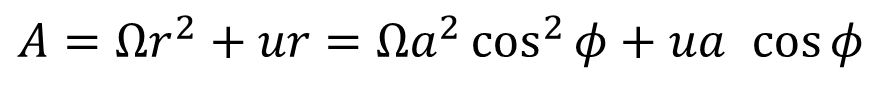 A = Ωr² + ur = Ωa² cos² ϕ + ua cos ϕ